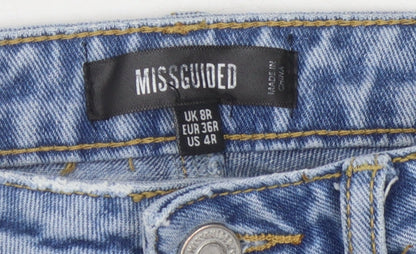 MISSGUIDED
MADE IN
CHINA
UK 8R
EUR 36R
US 4R